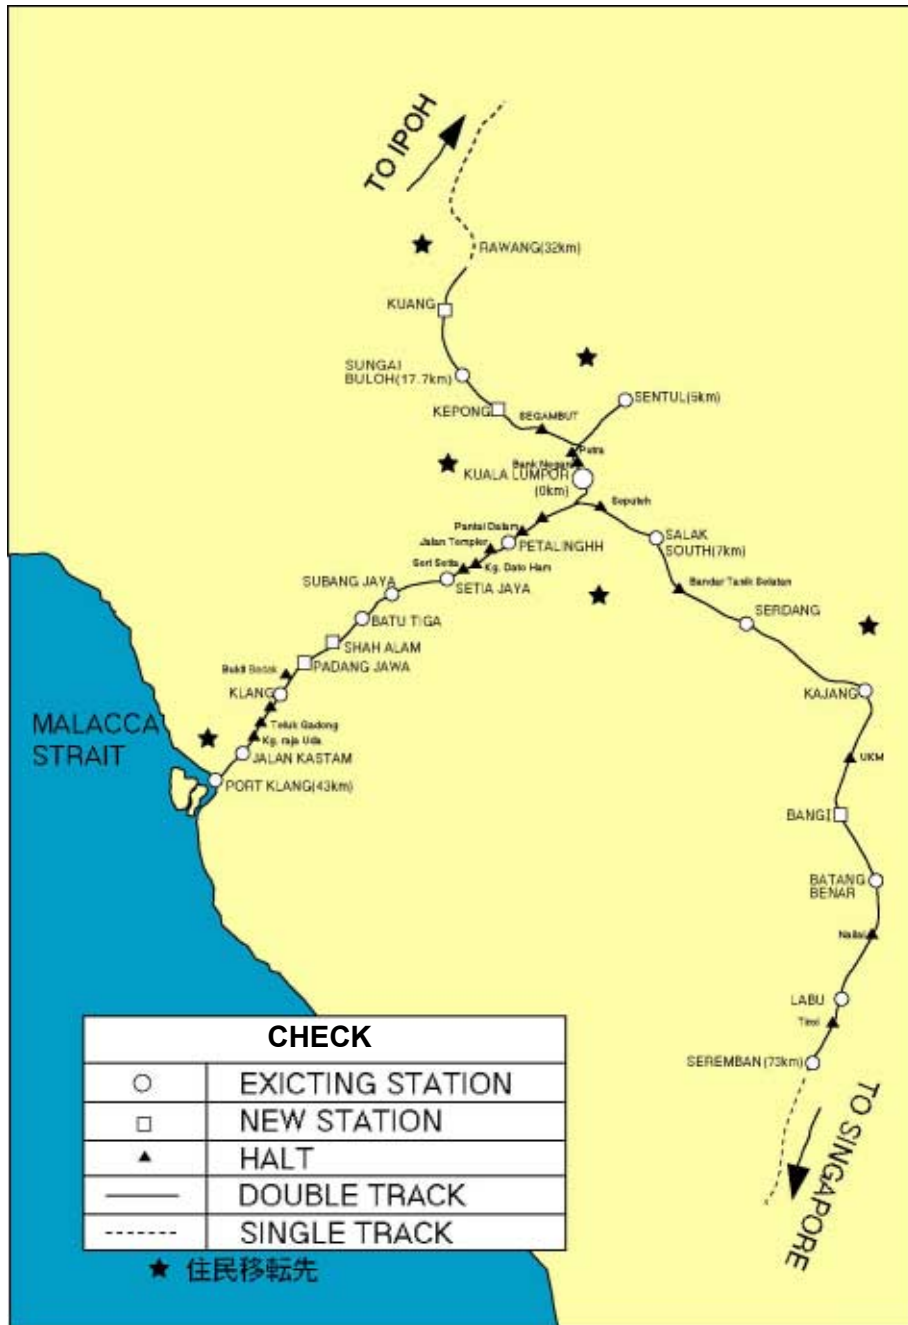 TO IPOH
RAWANG(32km)
KUANG
SUNGAI
BULOH(17.7km)
KEPONG
SENTUL(5km)
SEGAMBUT
Putra
Bank Negara
KUALA LUMPOR
(0km)
Seputeh
Pantai Dalam
Jalan Templer
PETALINGHH
SALAK
SOUTH(7km)
Seri Setia
Kg. Dato Ham
SETIA JAYA
SUBANG JAYA
Bandar Tasik Selatan
BATU TIGA
SERDANG
SHAH ALAM
PADANG JAWA
Bukit Badak
KLANG
KAJANG
MALACCA
STRAIT
Teluk Gadong
Kg. raja Uda
JALAN KASTAM
PORT KLANG(43km)
UKM
BANGI
BATANG
BENAR
LABU
SEREMBAN(73km)
TO SINGAPORE
CHECK
EXICTING STATION
NEW STATION
HALT
DOUBLE TRACK
SINGLE TRACK
★ 住民移転先